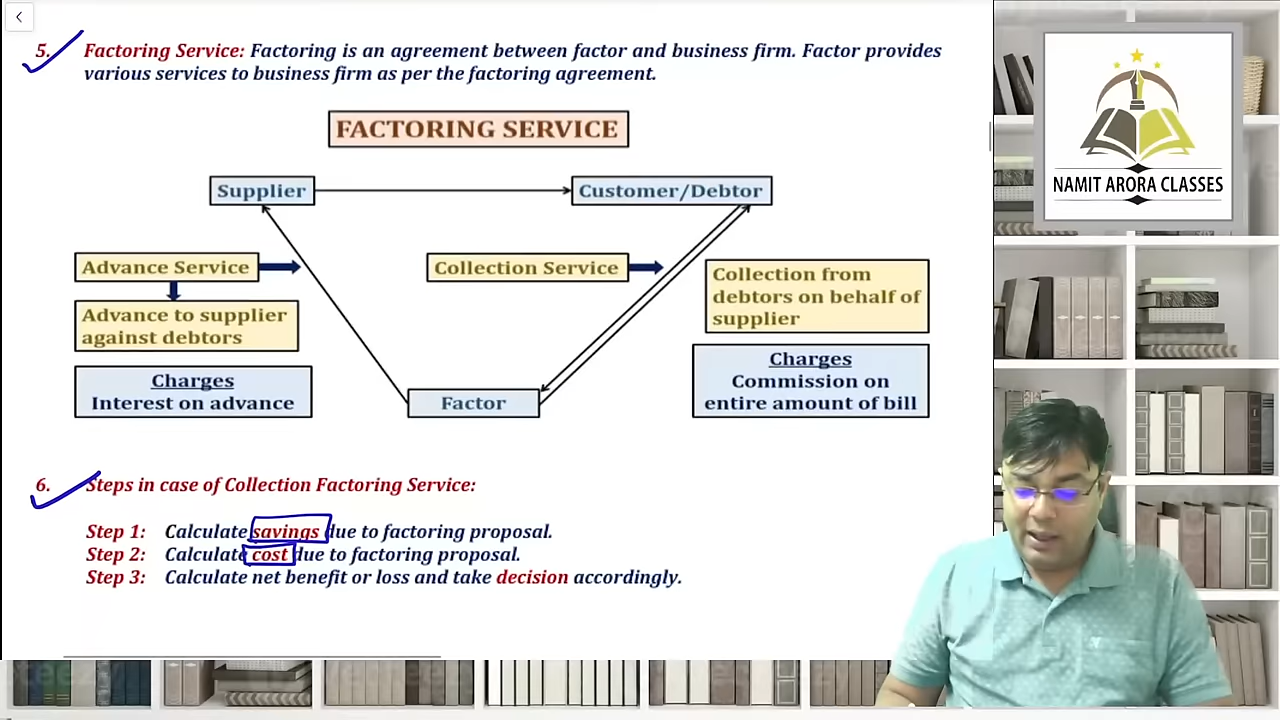 5. Factoring Service: Factoring is an agreement between factor and business firm. Factor provides
various services to business firm as per the factoring agreement.
FACTORING SERVICE
Supplier
Customer/Debtor
Advance Service
Collection Service
Advance to supplier
against debtors
Collection from
debtors on behalf of
supplier
Charges
Interest on advance
Charges
Commission on
entire amount of bill
Factor
6. Steps in case of Collection Factoring Service:
Step 1: Calculate savings due to factoring proposal.
Step 2: Calculate cost due to factoring proposal.
Step 3: Calculate net benefit or loss and take decision accordingly.
NAMIT ARORA CLASSES